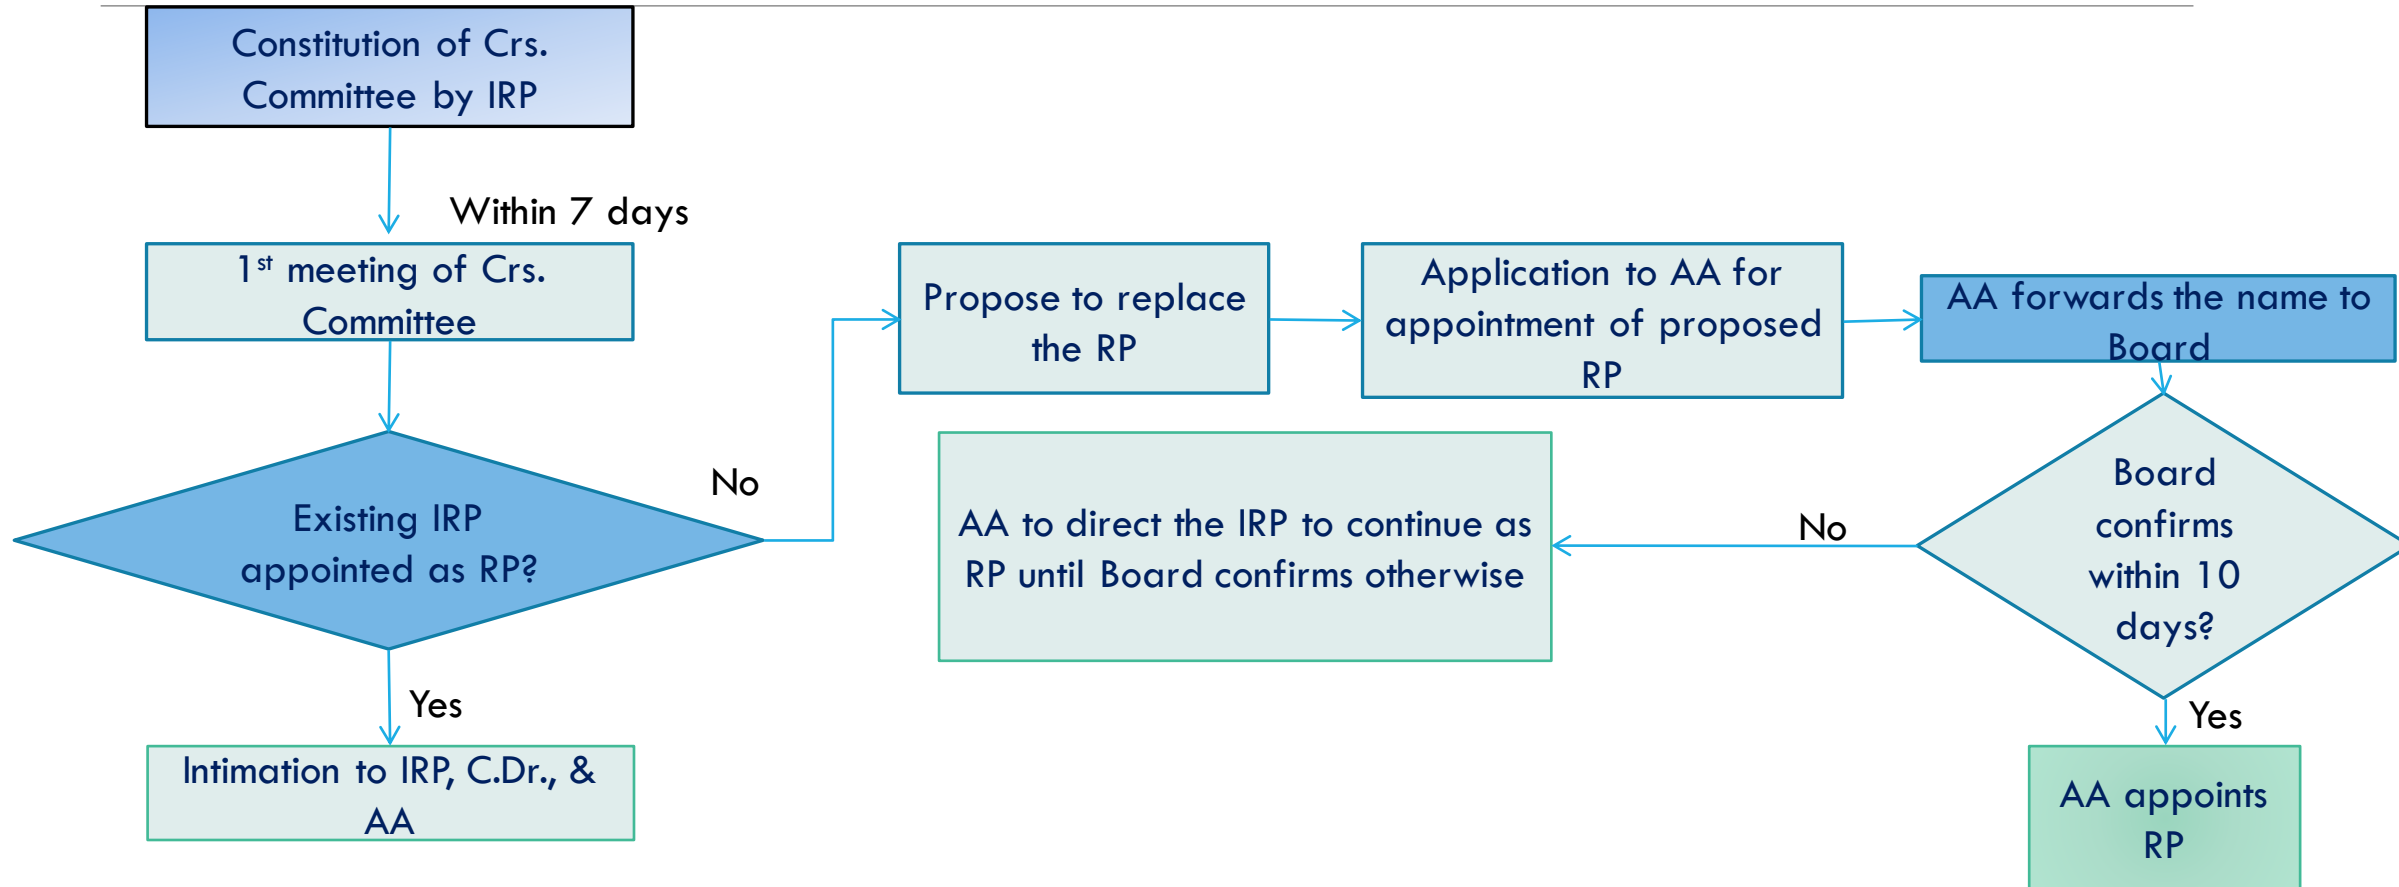 Constitution of Crs.
Committee by IRP
Within 7 days
1st meeting of Crs.
Committee
Existing IRP
appointed as RP?
No
Yes
Intimation to IRP, C.Dr., &
AA
Propose to replace
the RP
Application to AA for
appointment of proposed
RP
AA forwards the name to
Board
Board
confirms
within 10
days?
No
AA to direct the IRP to continue as
RP until Board confirms otherwise
Yes
AA appoints
RP